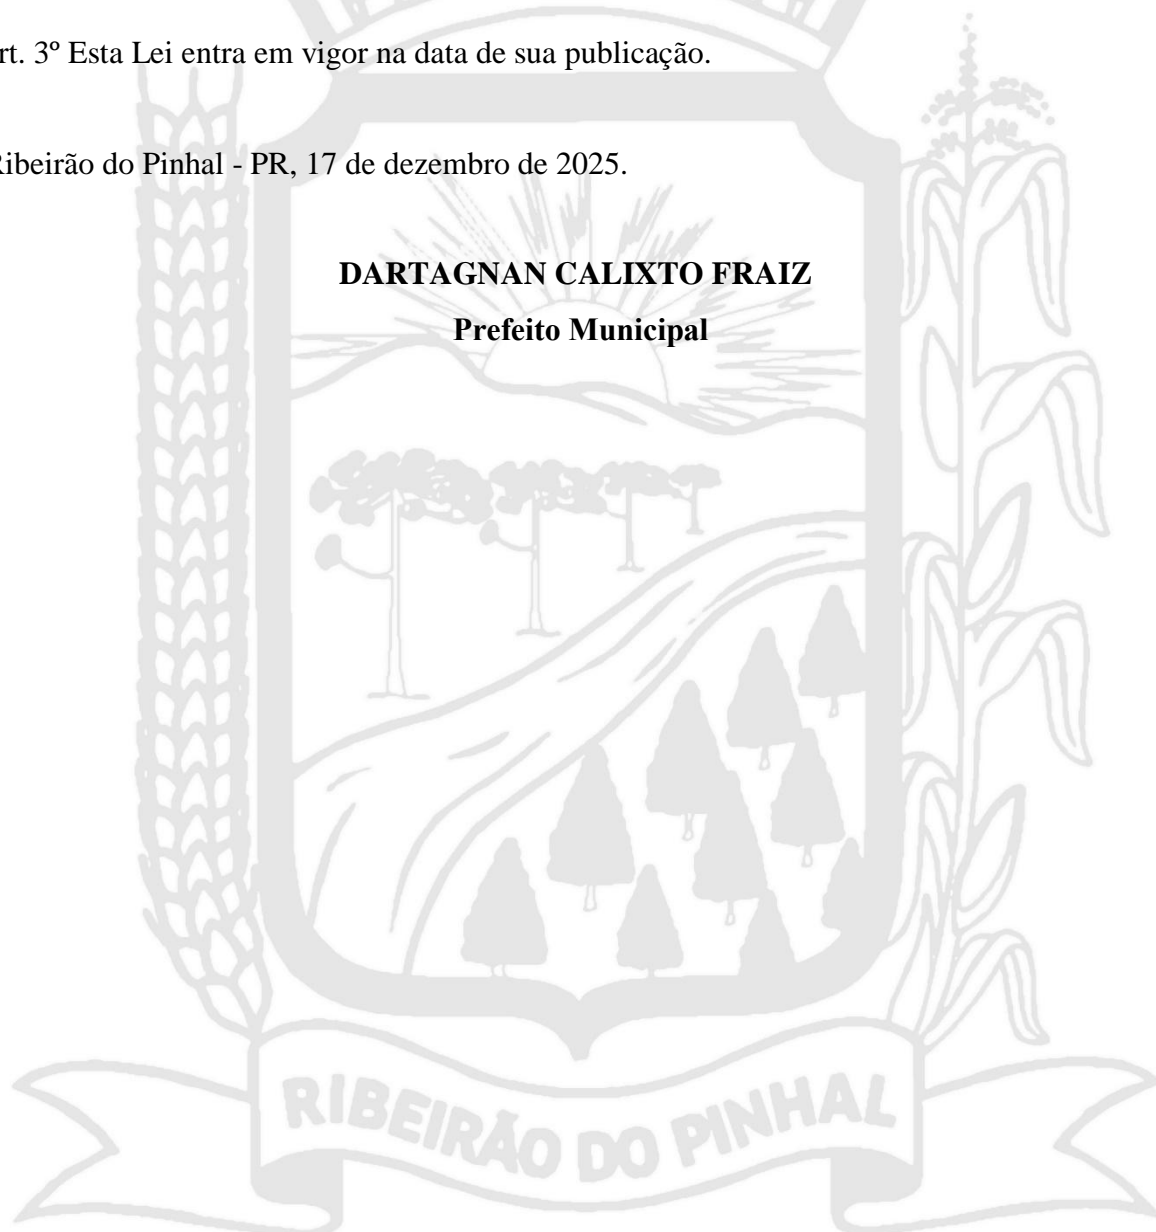 rt. 3º Esta Lei entra em vigor na data de sua publicação.
Ribeirão do Pinhal - PR, 17 de dezembro de 2025.
DARTAGNAN CALIXTO FRAIZ
Prefeito Municipal
RIBEIRÃO DO PINHAL